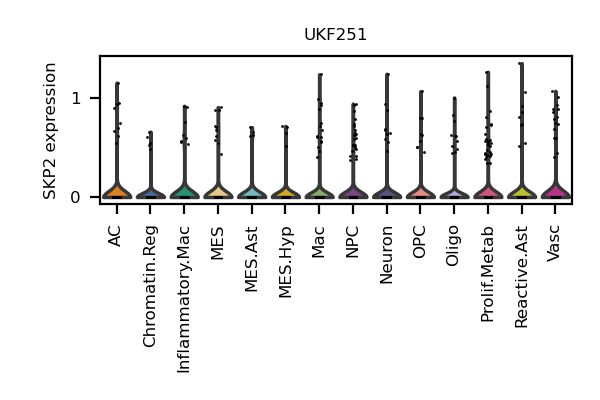 UKF251
SKP2 expression
1
0
AC
Chromatin.Reg
Inflammatory.Mac
MES
MES.Ast
MES.Hyp
Mac
NPC
Neuron
OPC
Oligo
Prolif.Metab
Reactive.Ast
Vasc